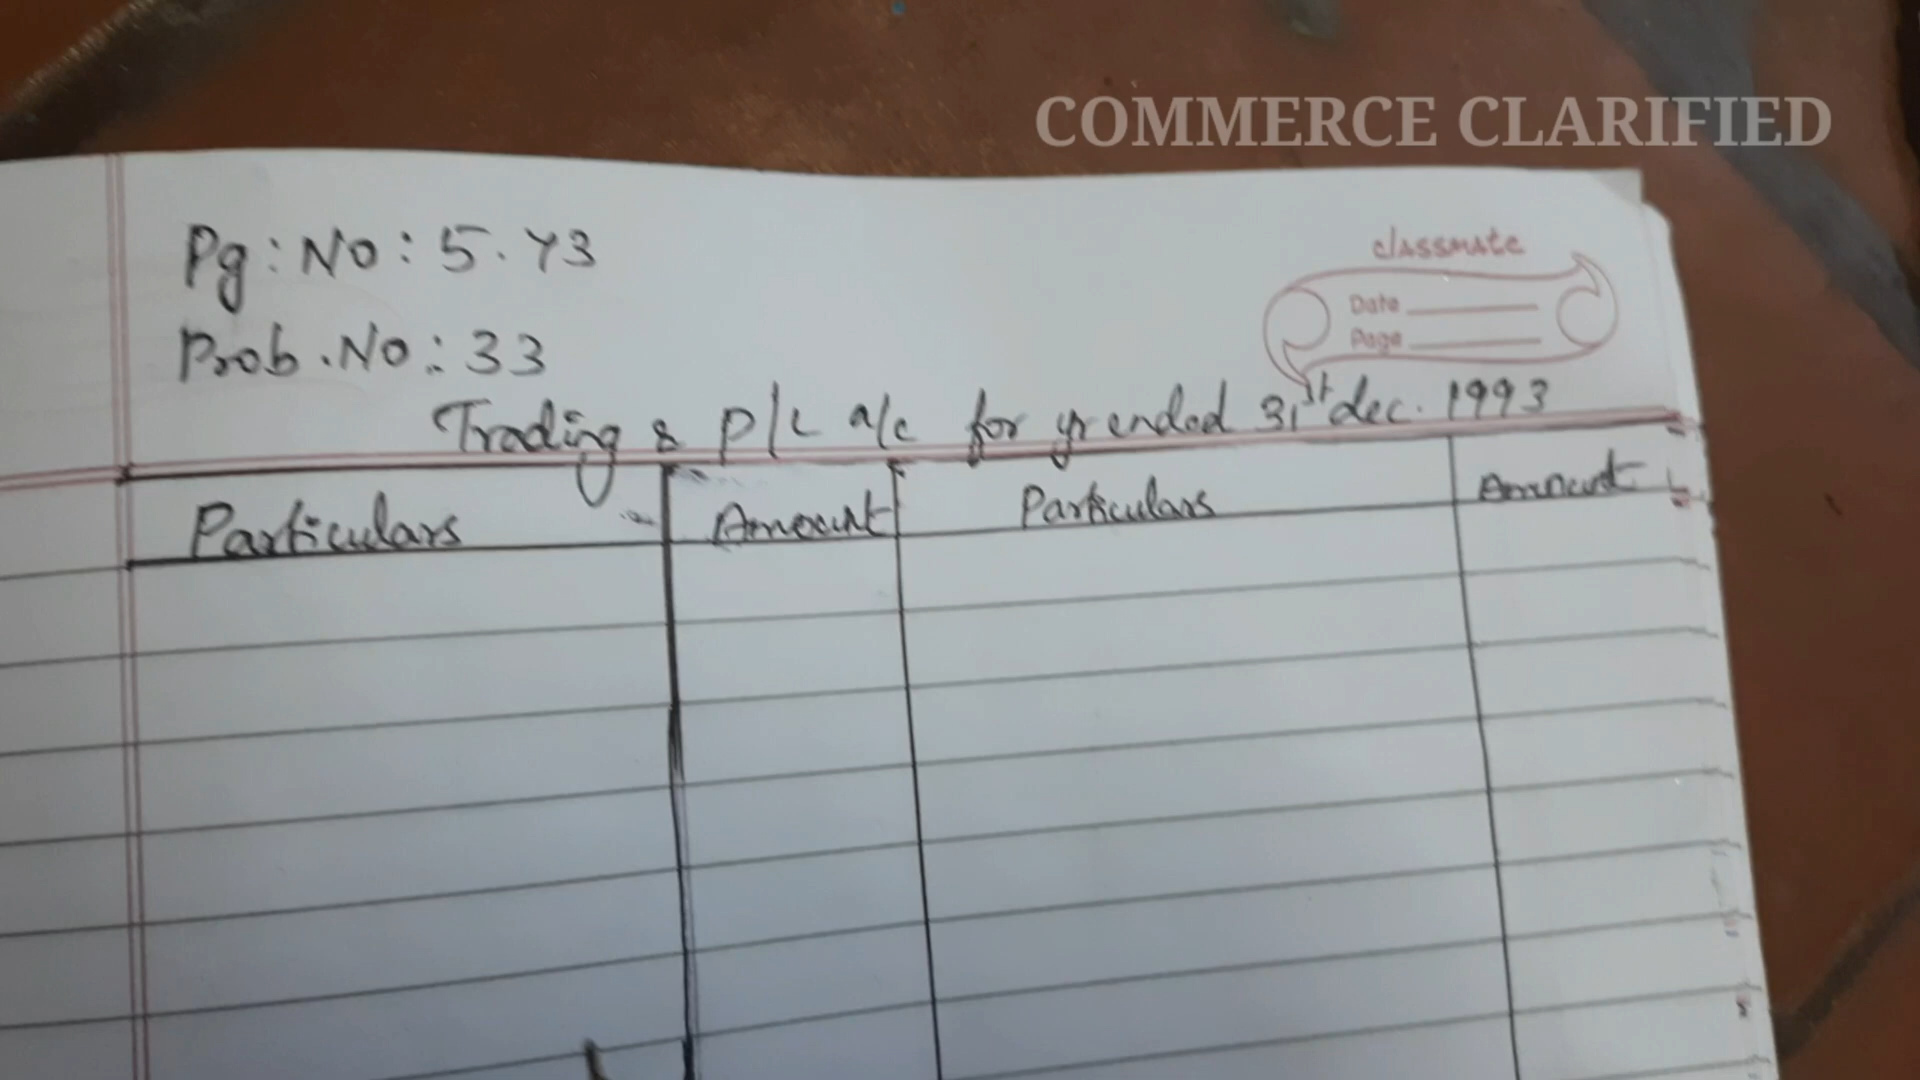 COMMERCE CLARIFIED
Pg: No: 5.73
classmate
Date
Page
Prob. No: 33
Trading & P/L a/c for yr ended 31st dec. 1993
Particulars Amount Particulars Amount